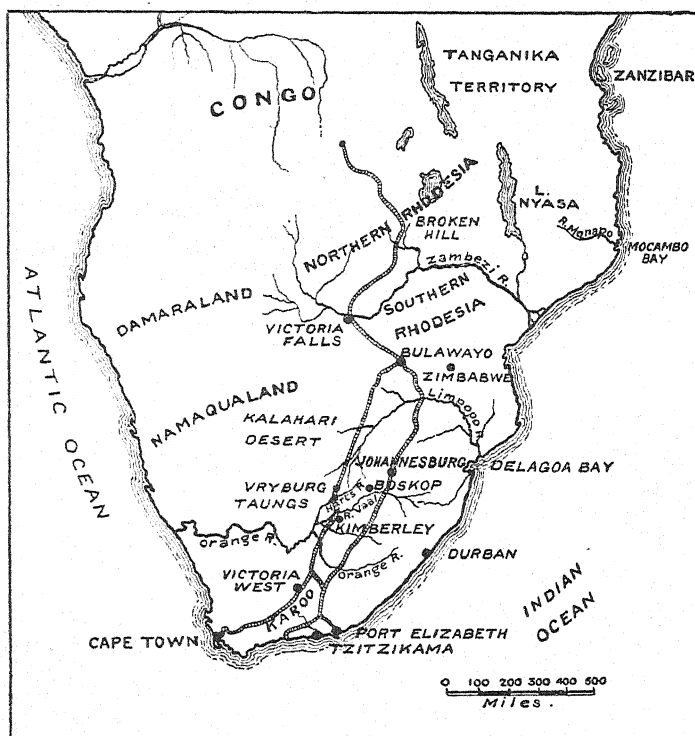 TANGANIKA
TERRITORY
ZANZIBAR
CONGO
L.
NYASA
R. Manapo
MOCAMBO
BAY
NORTHERN RHODESIA
BROKEN
HILL
Zambezi R.
ATLANTIC OCEAN
DAMARALAND
SOUTHERN
RHODESIA
VICTORIA
FALLS
BULAWAYO
ZIMBABWE
NAMAQUALAND
Limpopo R.
KALAHARI
DESERT
JOHANNESBURG
DELAGOA BAY
VRYBURG
TAUNGS
Harts R.
BOSKOP
R. Vaal
KIMBERLEY
Orange R.
Orange R.
DURBAN
VICTORIA
WEST
KAROO
INDIAN
OCEAN
CAPE TOWN
PORT ELIZABETH
TZITZIKAMA
0 100 200 300 400 500
Miles.